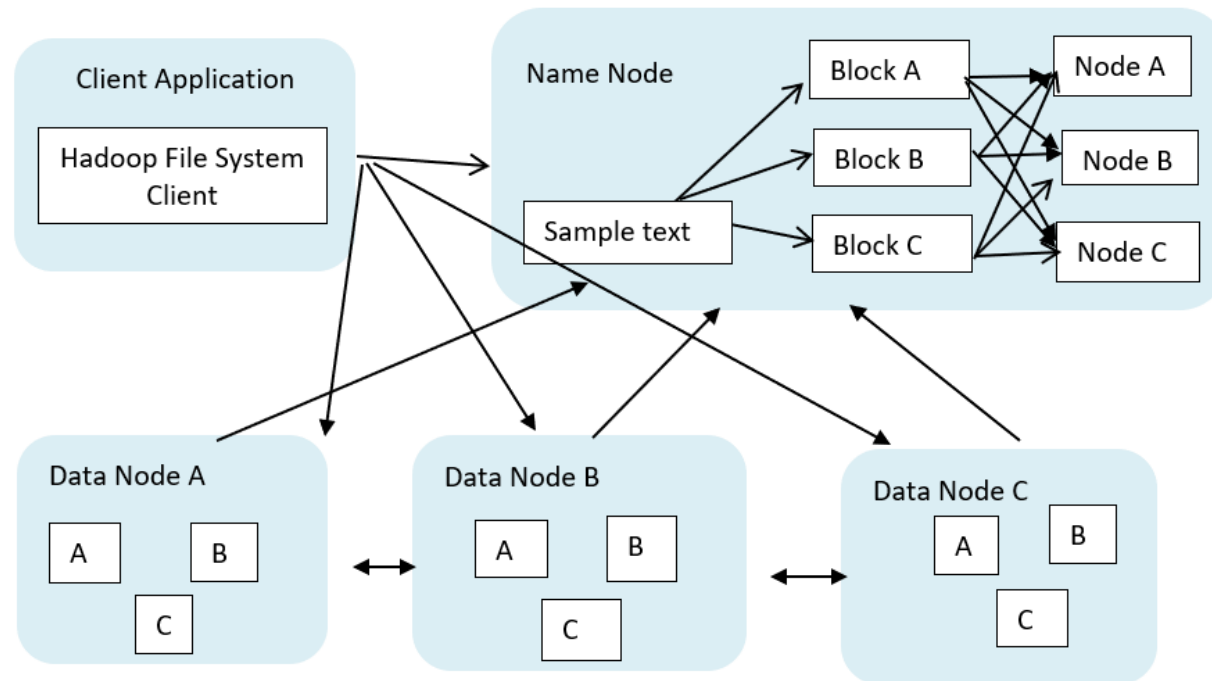 Client Application
Hadoop File System
Client
Name Node
Sample text
Block A
Block B
Block C
Node A
Node B
Node C
Data Node A
A
B
C
Data Node B
A
B
C
Data Node C
A
B
C